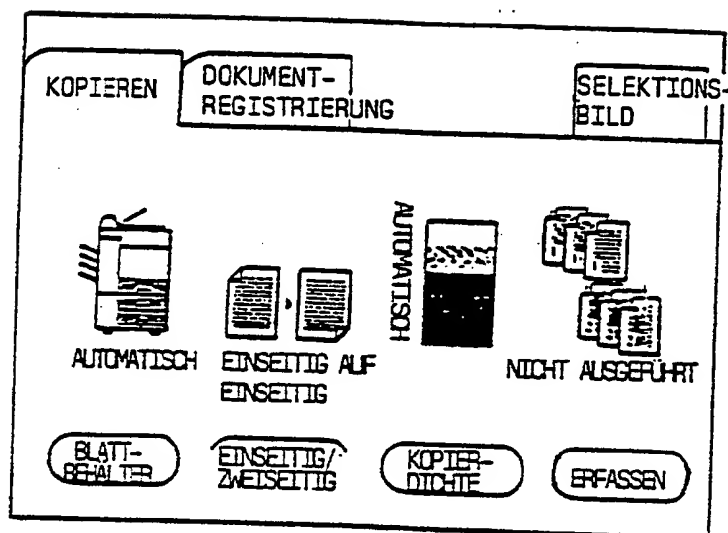 KOPIEREN
DOKUMENT-
REGISTRIERUNG
SELEKTIONS-
BILD
AUTOMATISCH
AUTOMATISCH
EINSEITIG AUF
EINSEITIG
NICHT AUSGEFÜHRT
BLATT-
BEHÄLTER
EINSEITIG/
ZWEISEITIG
KOPIER-
DICHTE
ERFASSEN